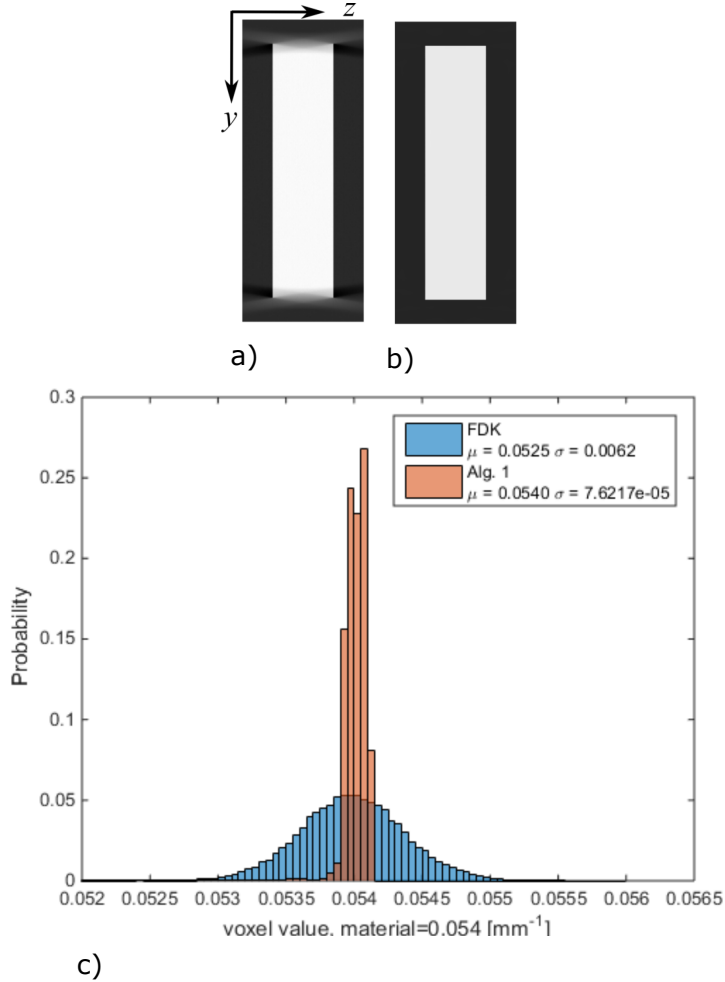 z
y
a)
b)
0.3
0.25
0.2
0.15
0.1
0.05
0
Probability
FDK
μ = 0.0525 σ = 0.0062
Alg. 1
μ = 0.0540 σ = 7.6217e-05
0.052 0.0525 0.053 0.0535 0.054 0.0545 0.055 0.0555 0.056 0.0565
voxel value, material=0.054 [mm⁻¹]
c)